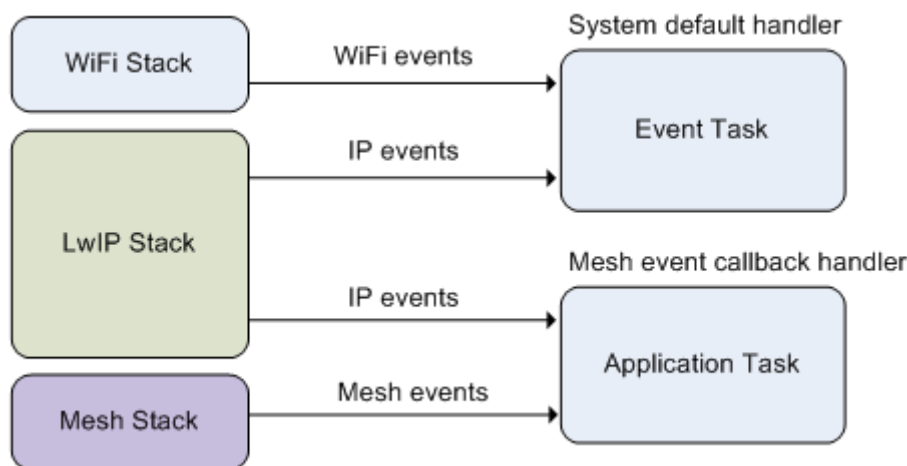 System default handler
WiFi Stack
WiFi events
Event Task
IP events
LwIP Stack
Mesh event callback handler
IP events
Application Task
Mesh events
Mesh Stack